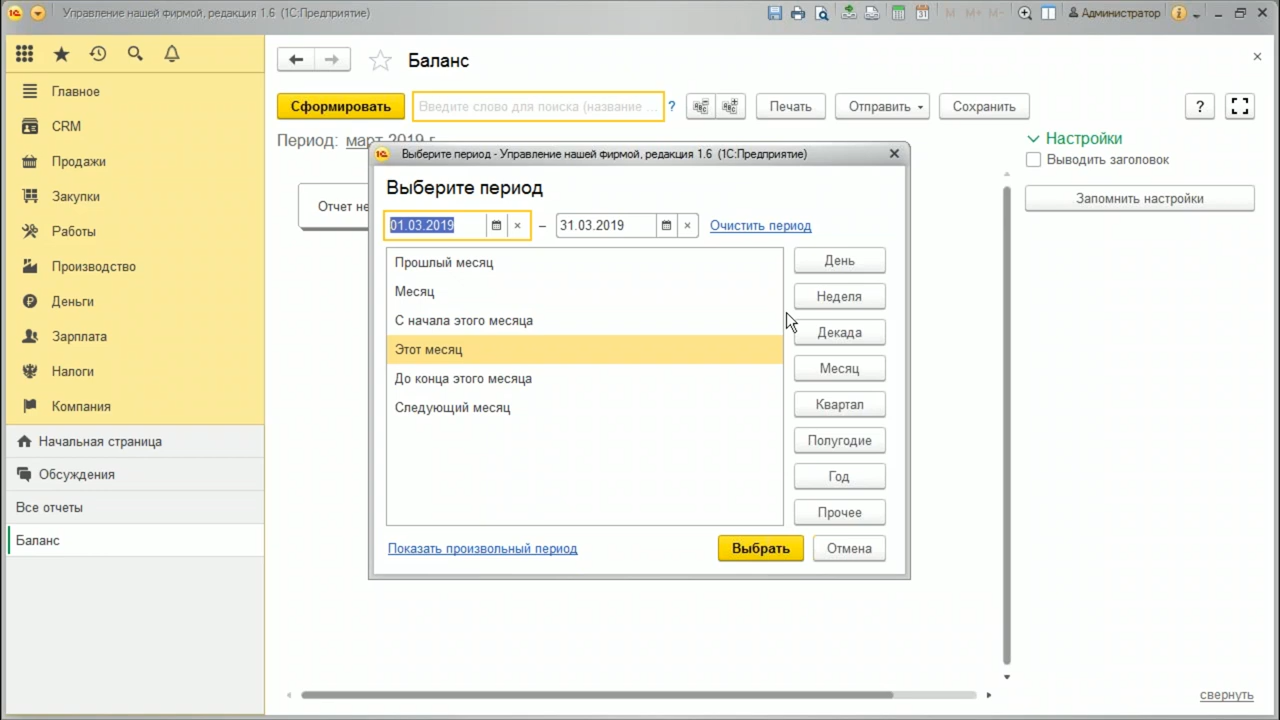 Управление нашей фирмой, редакция 1.6 (1С:Предприятие)
M M+ M-
Администратор
Главное
CRM
Продажи
Закупки
Работы
Производство
Деньги
Зарплата
Налоги
Компания
Начальная страница
Обсуждения
Все отчеты
Баланс
Баланс
Сформировать
Введите слово для поиска (название ...
?
Печать
Отправить
Сохранить
?
Период: март 2019 г.
Отчет не
Настройки
Выводить заголовок
Запомнить настройки
Выберите период - Управление нашей фирмой, редакция 1.6 (1С:Предприятие)
Выберите период
01.03.2019 – 31.03.2019 Очистить период
Прошлый месяц
Месяц
С начала этого месяца
Этот месяц
До конца этого месяца
Следующий месяц
День
Неделя
Декада
Месяц
Квартал
Полугодие
Год
Прочее
Показать произвольный период
Выбрать
Отмена
свернуть